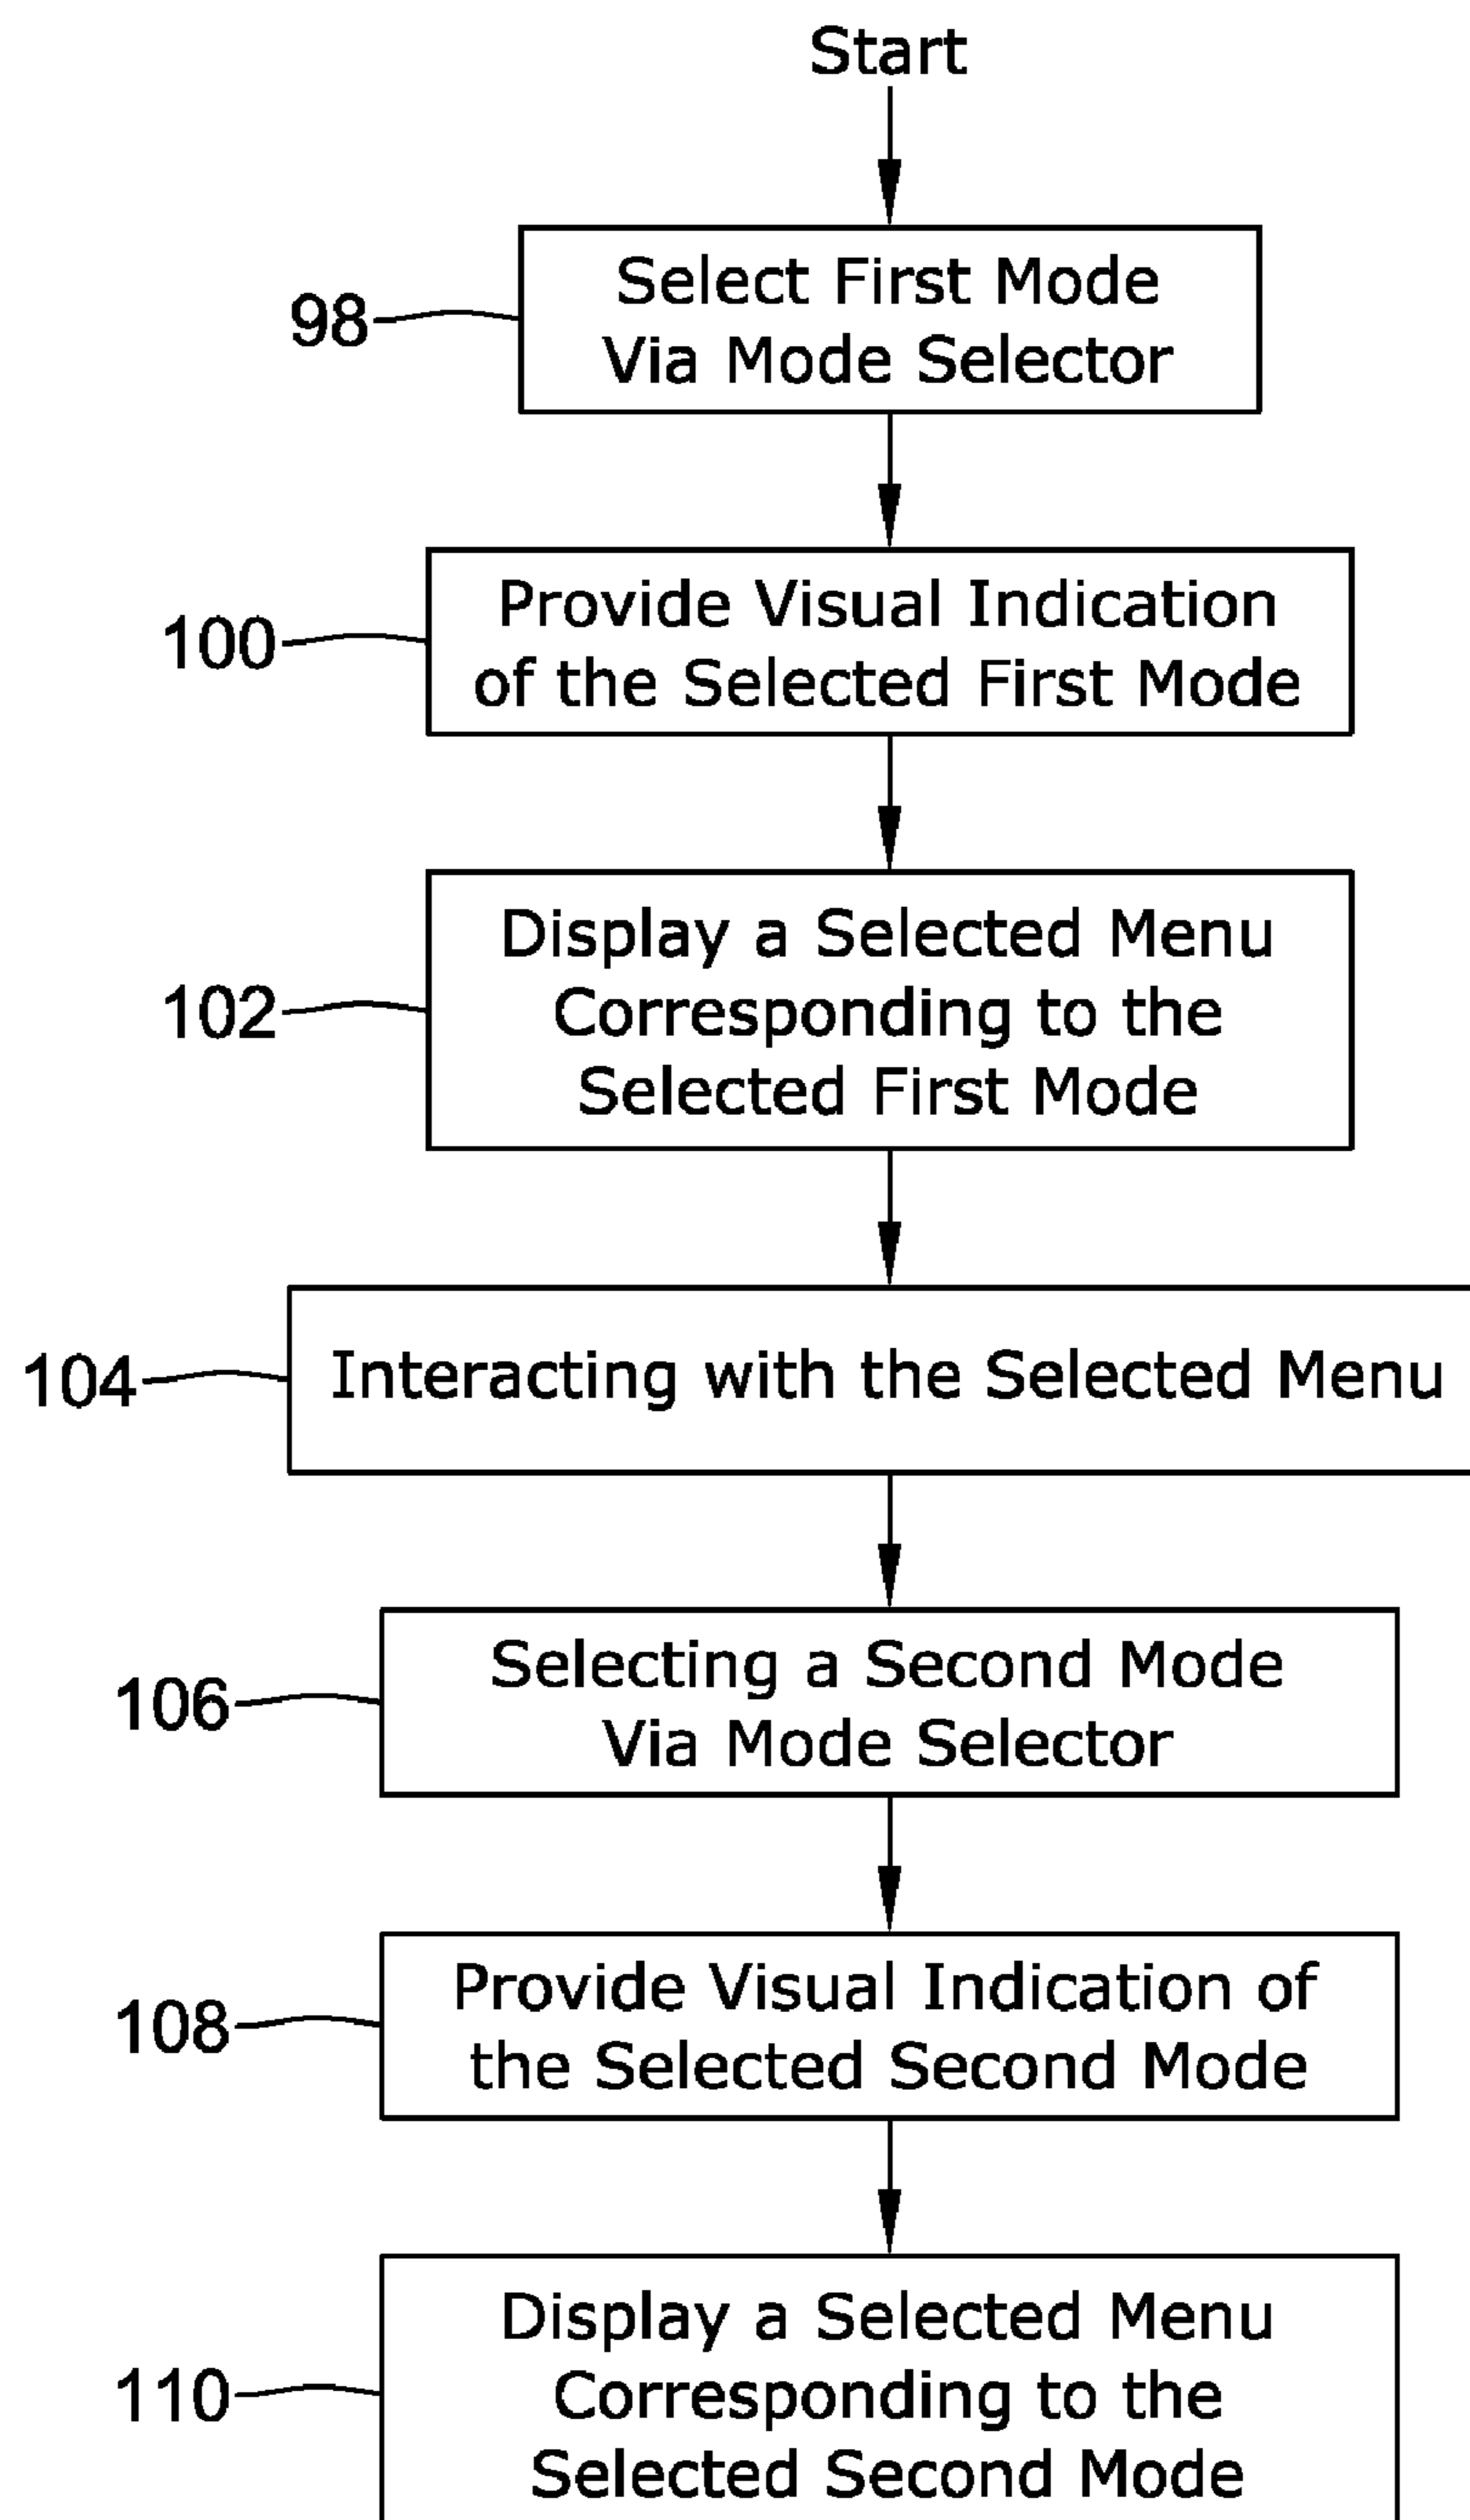 Start
98
Select First Mode
Via Mode Selector
100
Provide Visual Indication
of the Selected First Mode
102
Display a Selected Menu
Corresponding to the
Selected First Mode
104
Interacting with the Selected Menu
106
Selecting a Second Mode
Via Mode Selector
108
Provide Visual Indication of
the Selected Second Mode
110
Display a Selected Menu
Corresponding to the
Selected Second Mode